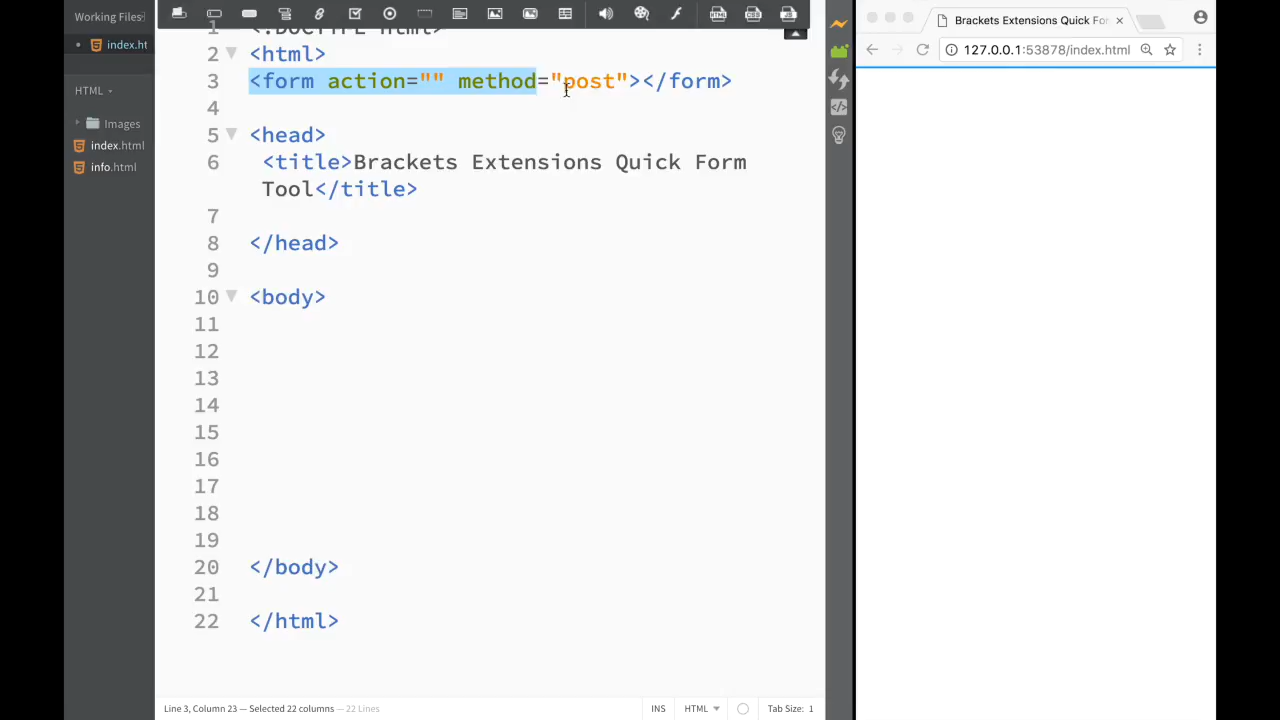 Working Files
index.ht
HTML
Images
index.html
info.html
1 <!DOCTYPE html>
2 <html>
3 <form action="" method="post"></form>
4
5 <head>
6 <title>Brackets Extensions Quick Form
Tool</title>
7
8 </head>
9
10 <body>
11
12
13
14
15
16
17
18
19
20 </body>
21
22 </html>
Line 3, Column 23 — Selected 22 columns — 22 Lines
INS
HTML
Tab Size: 1
HTML
CSS
JS
Brackets Extensions Quick For
127.0.0.1:53878/index.html